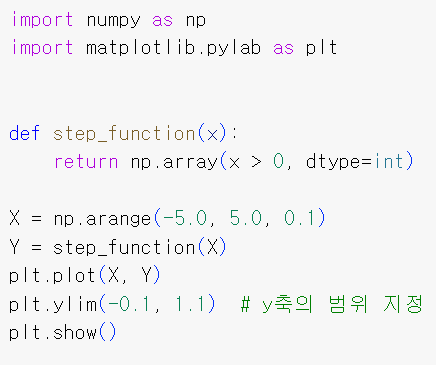 import numpy as np
import matplotlib.pylab as plt
def step_function(x):
    return np.array(x > 0, dtype=int)
X = np.arange(-5.0, 5.0, 0.1)
Y = step_function(X)
plt.plot(X, Y)
plt.ylim(-0.1, 1.1)  # y축의 범위 지정
plt.show()